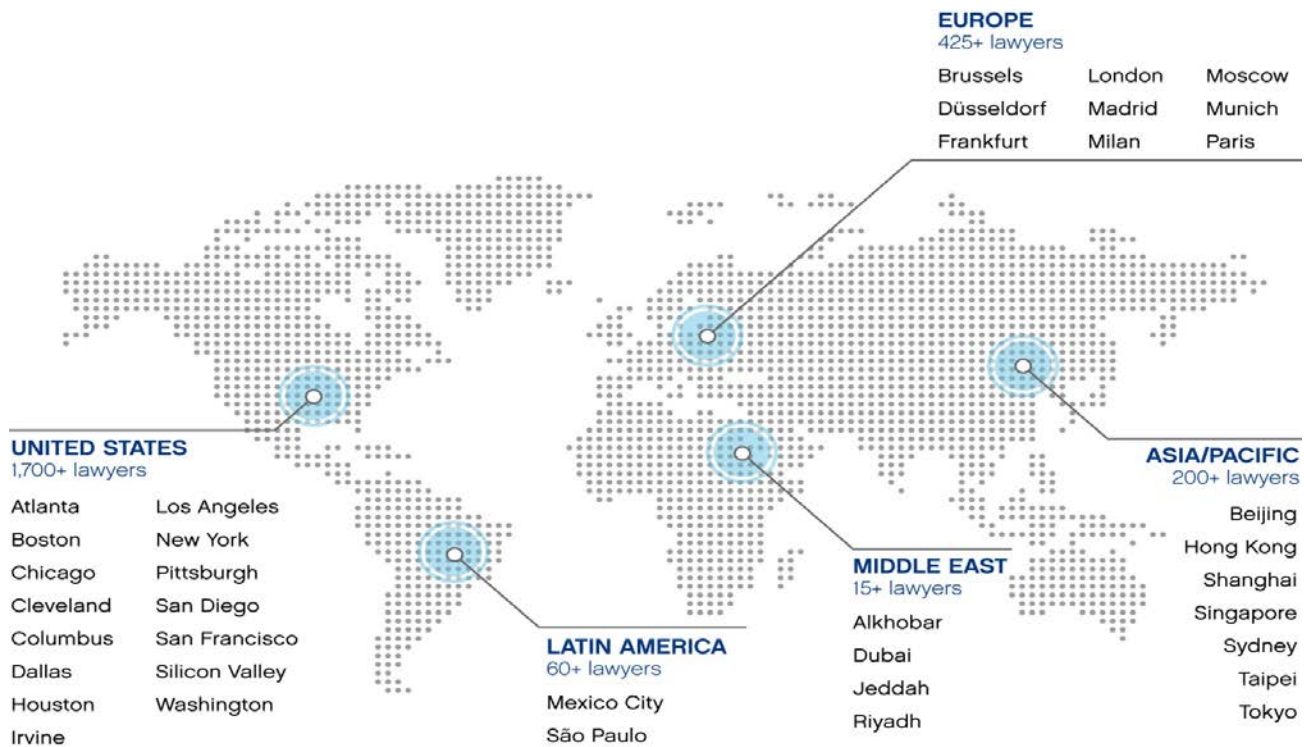 EUROPE
425+ lawyers
Brussels London Moscow
Düsseldorf Madrid Munich
Frankfurt Milan Paris
UNITED STATES
1,700+ lawyers
Atlanta Los Angeles
Boston New York
Chicago Pittsburgh
Cleveland San Diego
Columbus San Francisco
Dallas Silicon Valley
Houston Washington
Irvine
LATIN AMERICA
60+ lawyers
Mexico City
São Paulo
MIDDLE EAST
15+ lawyers
Alkhobar
Dubai
Jeddah
Riyadh
ASIA/PACIFIC
200+ lawyers
Beijing
Hong Kong
Shanghai
Singapore
Sydney
Taipei
Tokyo